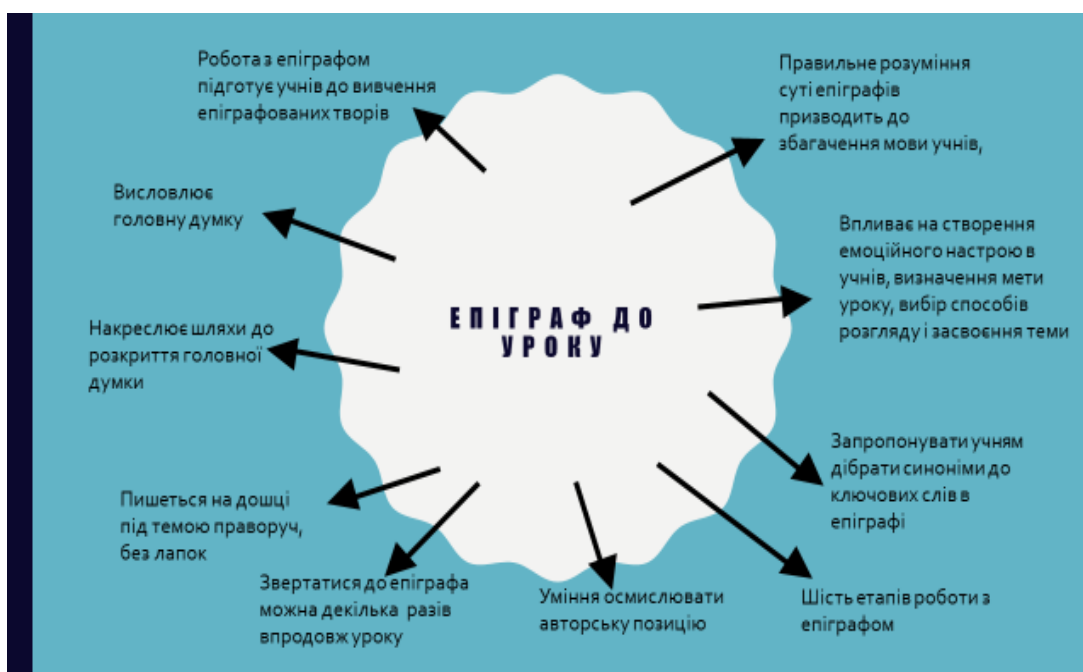 Робота з епіграфом
підготує учнів до вивчення
епіграфованих творів
Правильне розуміння
суті епіграфів
призводить до
збагачення мови учнів,
Висловлює
головну думку
Впливає на створення
емоційного настрою в
учнів, визначення мети
уроку, вибір способів
розгляду і засвоєння теми
ЕПІГРАФ ДО
УРОКУ
Накреслює шляхи до
розкриття головної
думки
Запропонувати учням
дібрати синоніми до
ключових слів в
епіграфі
Пишеться на дошці
під темою праворуч,
без лапок
Звертатися до епіграфа
можна декілька разів
впродовж уроку
Уміння осмислювати
авторську позицію
Шість етапів роботи з
епіграфом